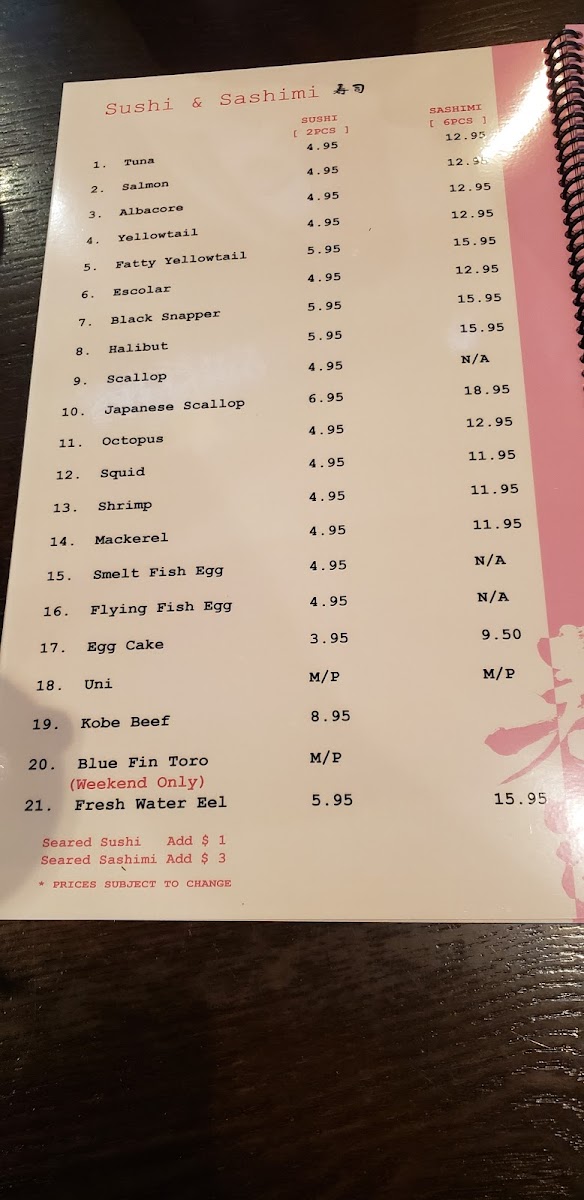 Sushi & Sashimi 寿司
SUSHI SASHIMI
[ 2PCS ] [ 6PCS ]
1. Tuna 4.95 12.95
2. Salmon 4.95 12.95
3. Albacore 4.95 12.95
4. Yellowtail 4.95 12.95
5. Fatty Yellowtail 5.95 15.95
6. Escolar 4.95 12.95
7. Black Snapper 5.95 15.95
8. Halibut 5.95 15.95
9. Scallop 4.95 N/A
10. Japanese Scallop 6.95 18.95
11. Octopus 4.95 12.95
12. Squid 4.95 11.95
13. Shrimp 4.95 11.95
14. Mackerel 4.95 11.95
15. Smelt Fish Egg 4.95 N/A
16. Flying Fish Egg 4.95 N/A
17. Egg Cake 3.95 9.50
18. Uni M/P M/P
19. Kobe Beef 8.95
20. Blue Fin Toro M/P
(Weekend Only)
21. Fresh Water Eel 5.95 15.95
Seared Sushi Add $ 1
Seared Sashimi Add $ 3
* PRICES SUBJECT TO CHANGE